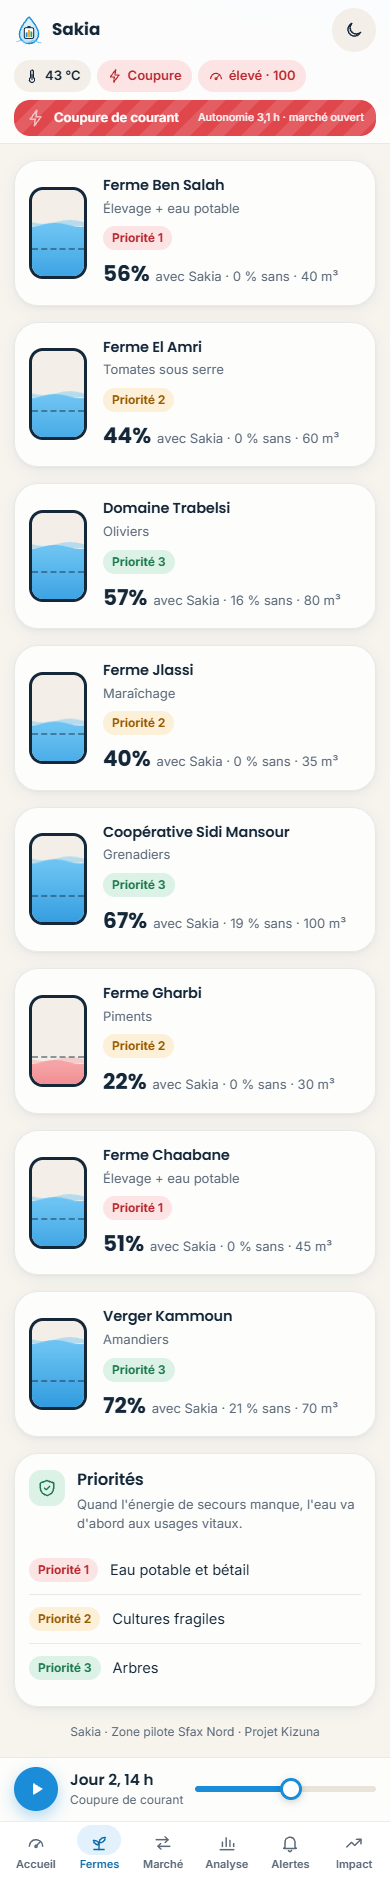 Sakia
43 °C
Coupure
élevé · 100
Coupure de courant
Autonomie 3,1 h · marché ouvert
Ferme Ben Salah
Élevage + eau potable
Priorité 1
56% avec Sakia · 0 % sans · 40 m³
Ferme El Amri
Tomates sous serre
Priorité 2
44% avec Sakia · 0 % sans · 60 m³
Domaine Trabelsi
Oliviers
Priorité 3
57% avec Sakia · 16 % sans · 80 m³
Ferme Jlassi
Maraîchage
Priorité 2
40% avec Sakia · 0 % sans · 35 m³
Coopérative Sidi Mansour
Grenadiers
Priorité 3
67% avec Sakia · 19 % sans · 100 m³
Ferme Gharbi
Piments
Priorité 2
22% avec Sakia · 0 % sans · 30 m³
Ferme Chaabane
Élevage + eau potable
Priorité 1
51% avec Sakia · 0 % sans · 45 m³
Verger Kammoun
Amandiers
Priorité 3
72% avec Sakia · 21 % sans · 70 m³
Priorités
Quand l'énergie de secours manque, l'eau va
d'abord aux usages vitaux.
Priorité 1 Eau potable et bétail
Priorité 2 Cultures fragiles
Priorité 3 Arbres
Sakia · Zone pilote Sfax Nord · Projet Kizuna
Jour 2, 14 h
Coupure de courant
Accueil
Fermes
Marché
Analyse
Alertes
Impact